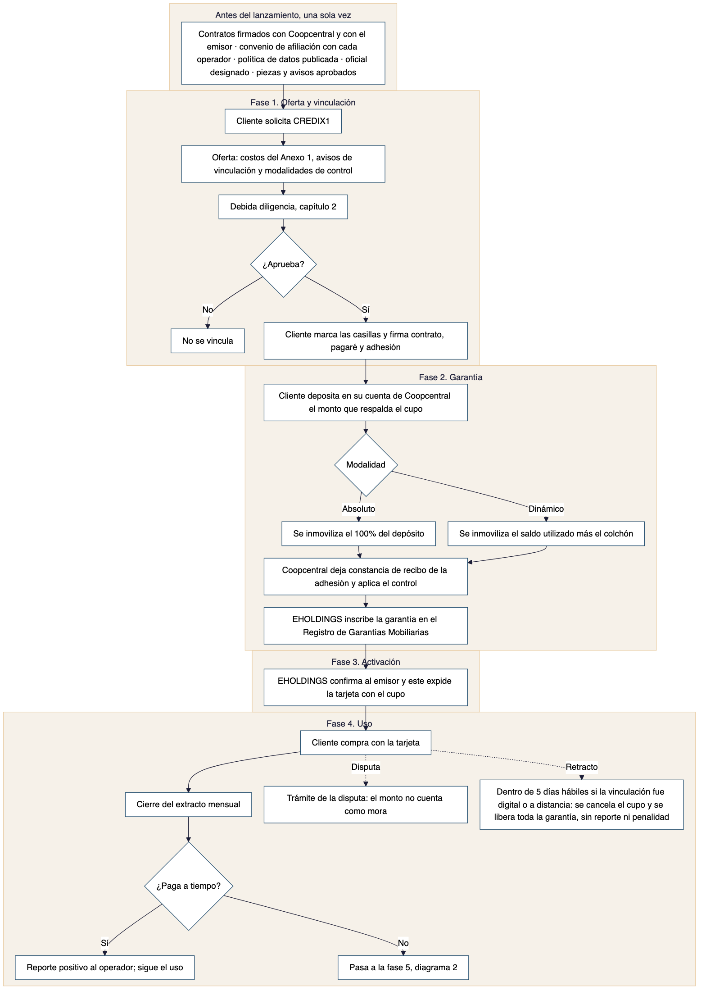 Antes del lanzamiento, una sola vez
Contratos firmados con Coopcentral y con el
emisor · convenio de afiliación con cada
operador · política de datos publicada · oficial
designado · piezas y avisos aprobados
Fase 1. Oferta y vinculación
Cliente solicita CREDIX1
Oferta: costos del Anexo 1, avisos de
vinculación y modalidades de control
Debida diligencia, capítulo 2
¿Aprueba?
No
Sí
No se vincula
Cliente marca las casillas y firma contrato,
pagaré y adhesión
Fase 2. Garantía
Cliente deposita en su cuenta de Coopcentral
el monto que respalda el cupo
Modalidad
Absoluto
Dinámico
Se inmoviliza el 100% del depósito
Se inmoviliza el saldo utilizado más el colchón
Coopcentral deja constancia de recibo de la
adhesión y aplica el control
EHOLDINGS inscribe la garantía en el
Registro de Garantías Mobiliarias
Fase 3. Activación
EHOLDINGS confirma al emisor y este expide
la tarjeta con el cupo
Fase 4. Uso
Cliente compra con la tarjeta
Disputa
Retracto
Cierre del extracto mensual
Trámite de la disputa: el monto no cuenta
como mora
Dentro de 5 días hábiles si la vinculación fue
digital o a distancia: se cancela el cupo y se
libera toda la garantía, sin reporte ni penalidad
¿Paga a tiempo?
Sí
No
Reporte positivo al operador; sigue el uso
Pasa a la fase 5, diagrama 2